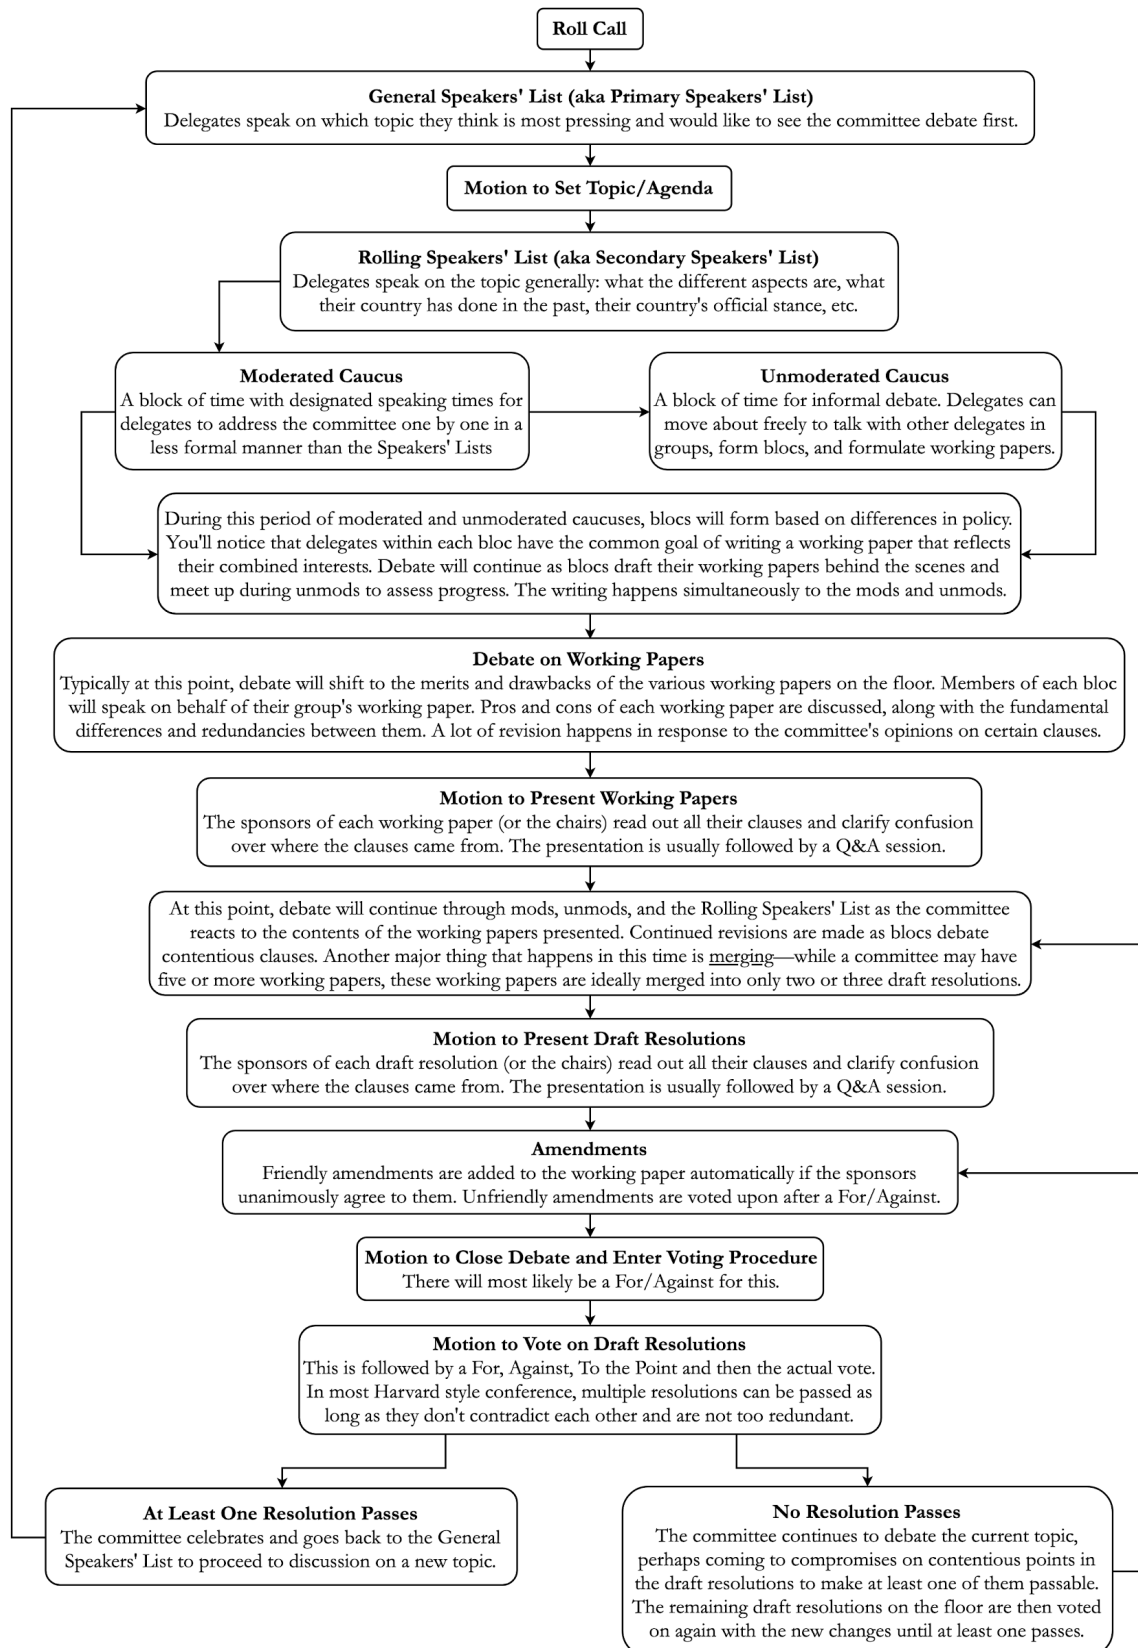 Roll Call
General Speakers' List (aka Primary Speakers' List)
Delegates speak on which topic they think is most pressing and would like to see the committee debate first.
Motion to Set Topic/Agenda
Rolling Speakers' List (aka Secondary Speakers' List)
Delegates speak on the topic generally: what the different aspects are, what
their country has done in the past, their country's official stance, etc.
Moderated Caucus
A block of time with designated speaking times for
delegates to address the committee one by one in a
less formal manner than the Speakers' Lists
Unmoderated Caucus
A block of time for informal debate. Delegates can
move about freely to talk with other delegates in
groups, form blocs, and formulate working papers.
During this period of moderated and unmoderated caucuses, blocs will form based on differences in policy.
You'll notice that delegates within each bloc have the common goal of writing a working paper that reflects
their combined interests. Debate will continue as blocs draft their working papers behind the scenes and
meet up during unmods to assess progress. The writing happens simultaneously to the mods and unmods.
Debate on Working Papers
Typically at this point, debate will shift to the merits and drawbacks of the various working papers on the floor. Members of each bloc
will speak on behalf of their group's working paper. Pros and cons of each working paper are discussed, along with the fundamental
differences and redundancies between them. A lot of revision happens in response to the committee's opinions on certain clauses.
Motion to Present Working Papers
The sponsors of each working paper (or the chairs) read out all their clauses and clarify confusion
over where the clauses came from. The presentation is usually followed by a Q&A session.
At this point, debate will continue through mods, unmods, and the Rolling Speakers' List as the committee
reacts to the contents of the working papers presented. Continued revisions are made as blocs debate
contentious clauses. Another major thing that happens in this time is merging—while a committee may have
five or more working papers, these working papers are ideally merged into only two or three draft resolutions.
Motion to Present Draft Resolutions
The sponsors of each draft resolution (or the chairs) read out all their clauses and clarify confusion
over where the clauses came from. The presentation is usually followed by a Q&A session.
Amendments
Friendly amendments are added to the working paper automatically if the sponsors
unanimously agree to them. Unfriendly amendments are voted upon after a For/Against.
Motion to Close Debate and Enter Voting Procedure
There will most likely be a For/Against for this.
Motion to Vote on Draft Resolutions
This is followed by a For, Against, To the Point and then the actual vote.
In most Harvard style conference, multiple resolutions can be passed as
long as they don't contradict each other and are not too redundant.
At Least One Resolution Passes
The committee celebrates and goes back to the General
Speakers' List to proceed to discussion on a new topic.
No Resolution Passes
The committee continues to debate the current topic,
perhaps coming to compromises on contentious points in
the draft resolutions to make at least one of them passable.
The remaining draft resolutions on the floor are then voted
on again with the new changes until at least one passes.